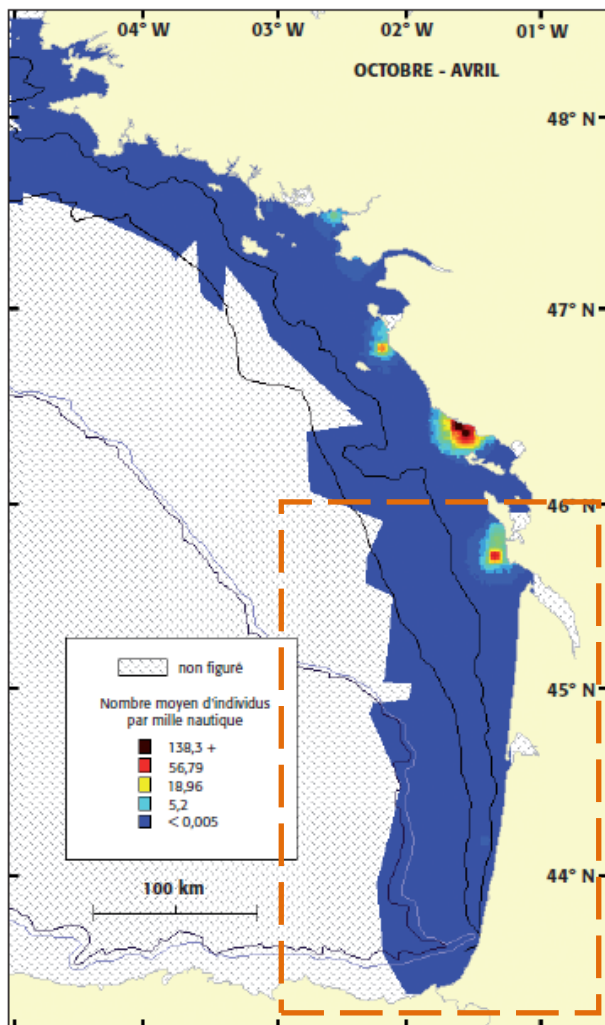 04° W 03° W 02° W 01° W
OCTOBRE - AVRIL
48° N
47° N
46° N
45° N
44° N
non figuré
Nombre moyen d'individus
par mille nautique
138,3 +
56,79
18,96
5,2
< 0,005
100 km